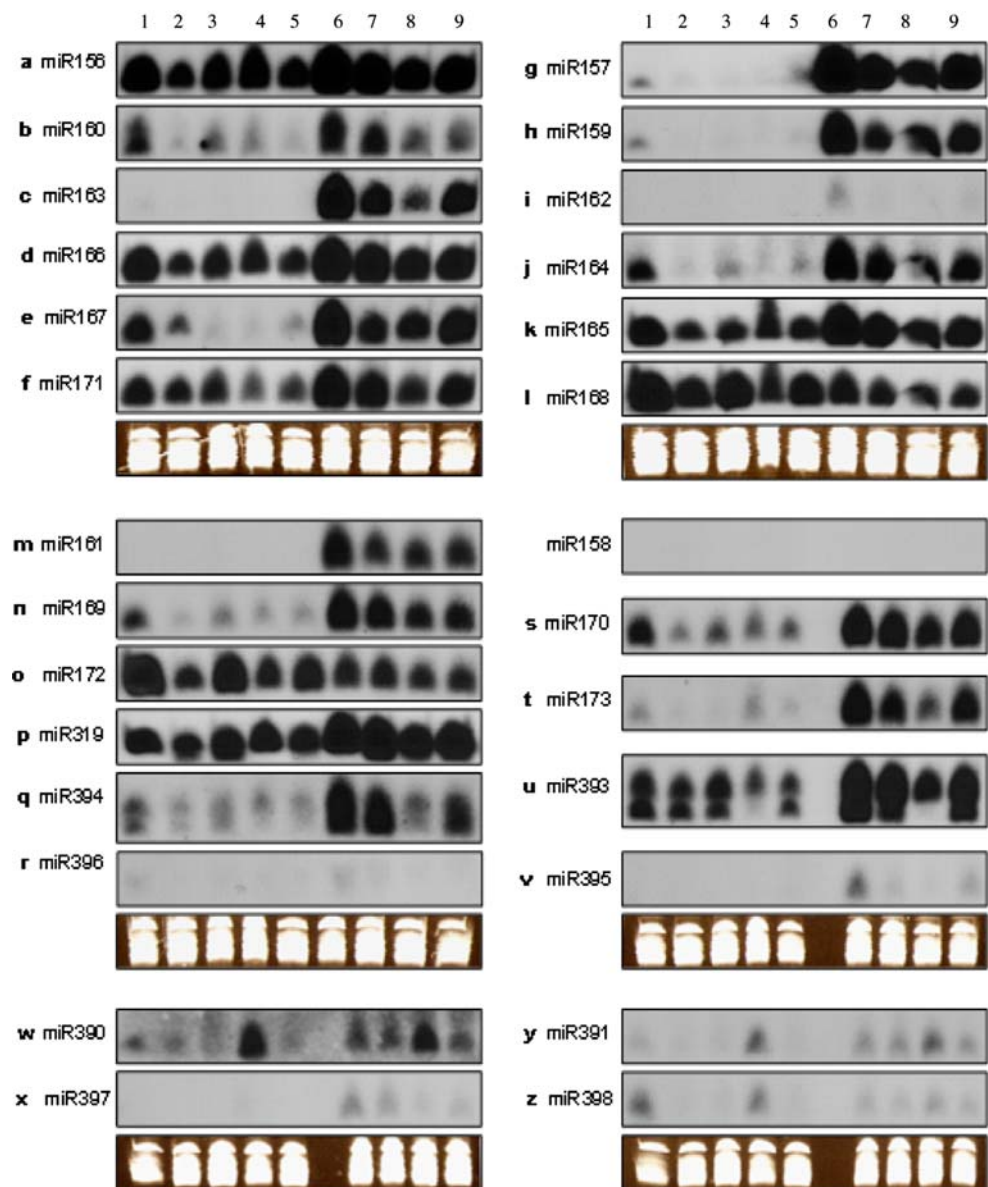 1 2 3 4 5 6 7 8 9
a miR156
b miR160
c miR163
d miR166
e miR167
f miR171
1 2 3 4 5 6 7 8 9
g miR157
h miR159
i miR162
j miR164
k miR165
l miR168
m miR161
n miR169
o miR172
p miR319
q miR394
r miR396
miR158
s miR170
t miR173
u miR393
v miR395
w miR390
x miR397
y miR391
z miR398